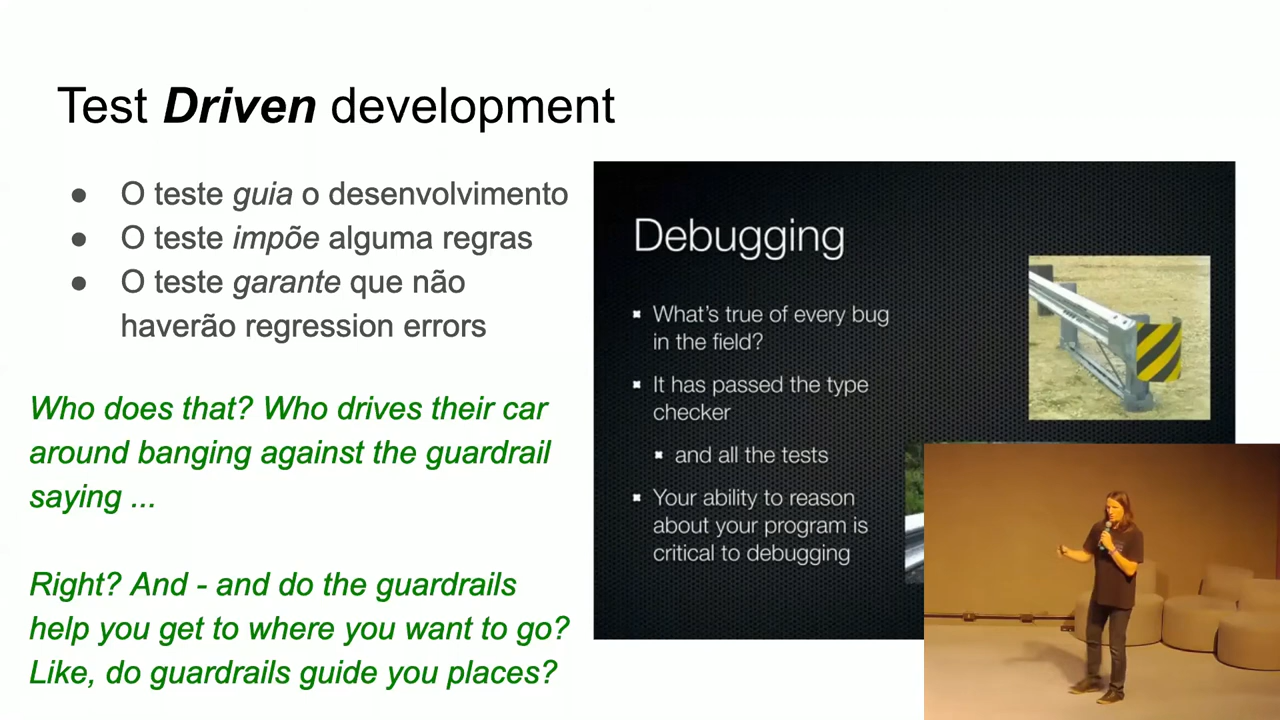 Test Driven development
● O teste guia o desenvolvimento
● O teste impõe alguma regras
● O teste garante que não
haverão regression errors
Who does that? Who drives their car
around banging against the guardrail
saying ...
Right? And - and do the guardrails
help you get to where you want to go?
Like, do guardrails guide you places?
Debugging
What's true of every bug
in the field?
It has passed the type
checker
and all the tests
Your ability to reason
about your program is
critical to debugging